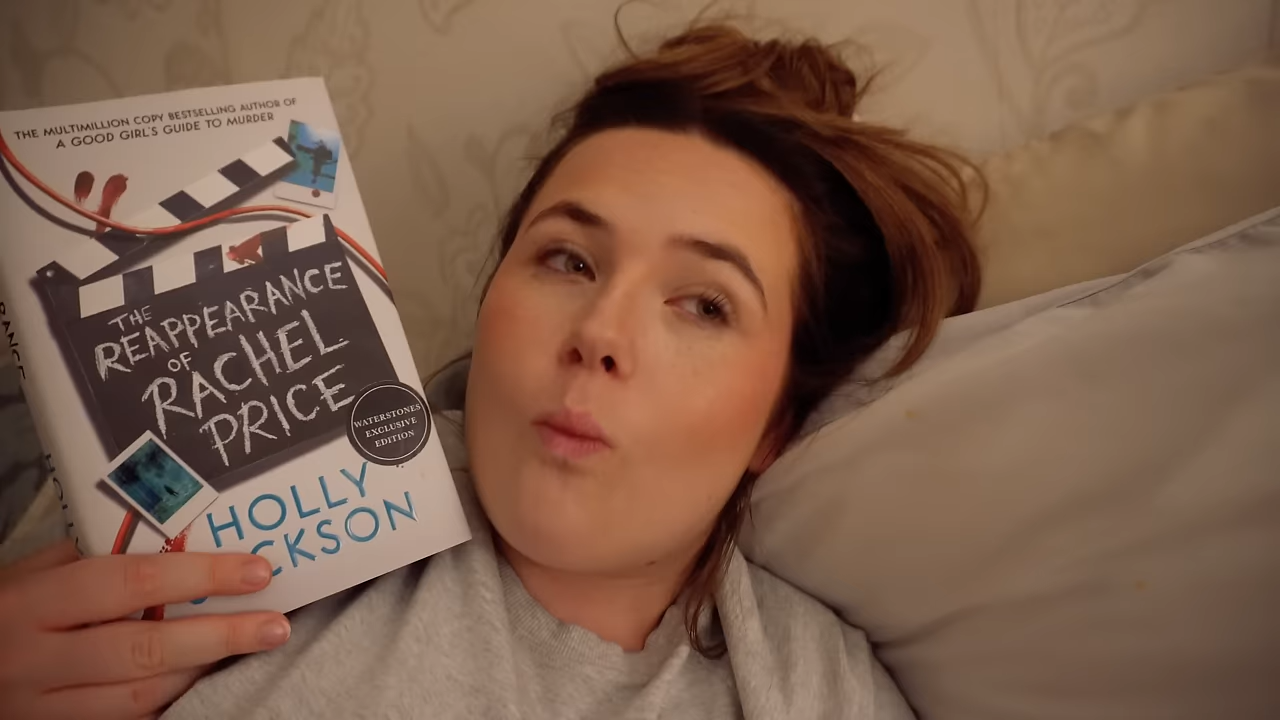 THE MULTIMILLION COPY BESTSELLING AUTHOR OF
A GOOD GIRL'S GUIDE TO MURDER
THE
REAPPEARANCE
OF
RACHEL
PRICE
WATERSTONES
EXCLUSIVE
EDITION
HOLLY